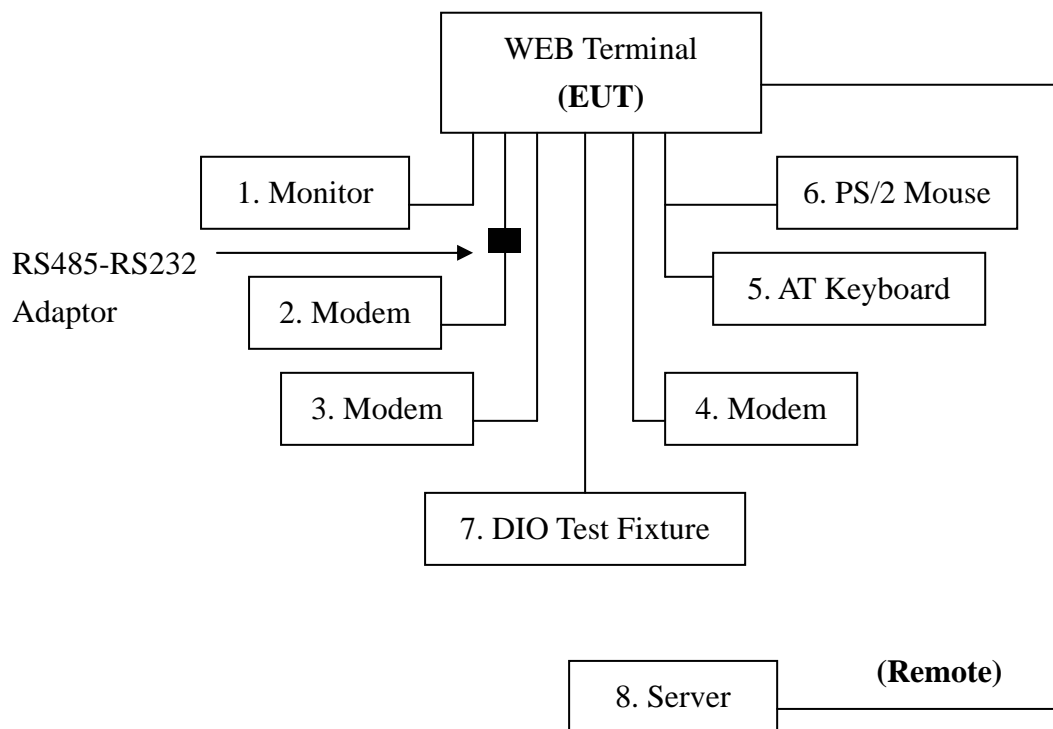 WEB Terminal
(EUT)
1. Monitor
6. PS/2 Mouse
RS485-RS232
Adaptor
5. AT Keyboard
2. Modem
3. Modem
4. Modem
7. DIO Test Fixture
(Remote)
8. Server